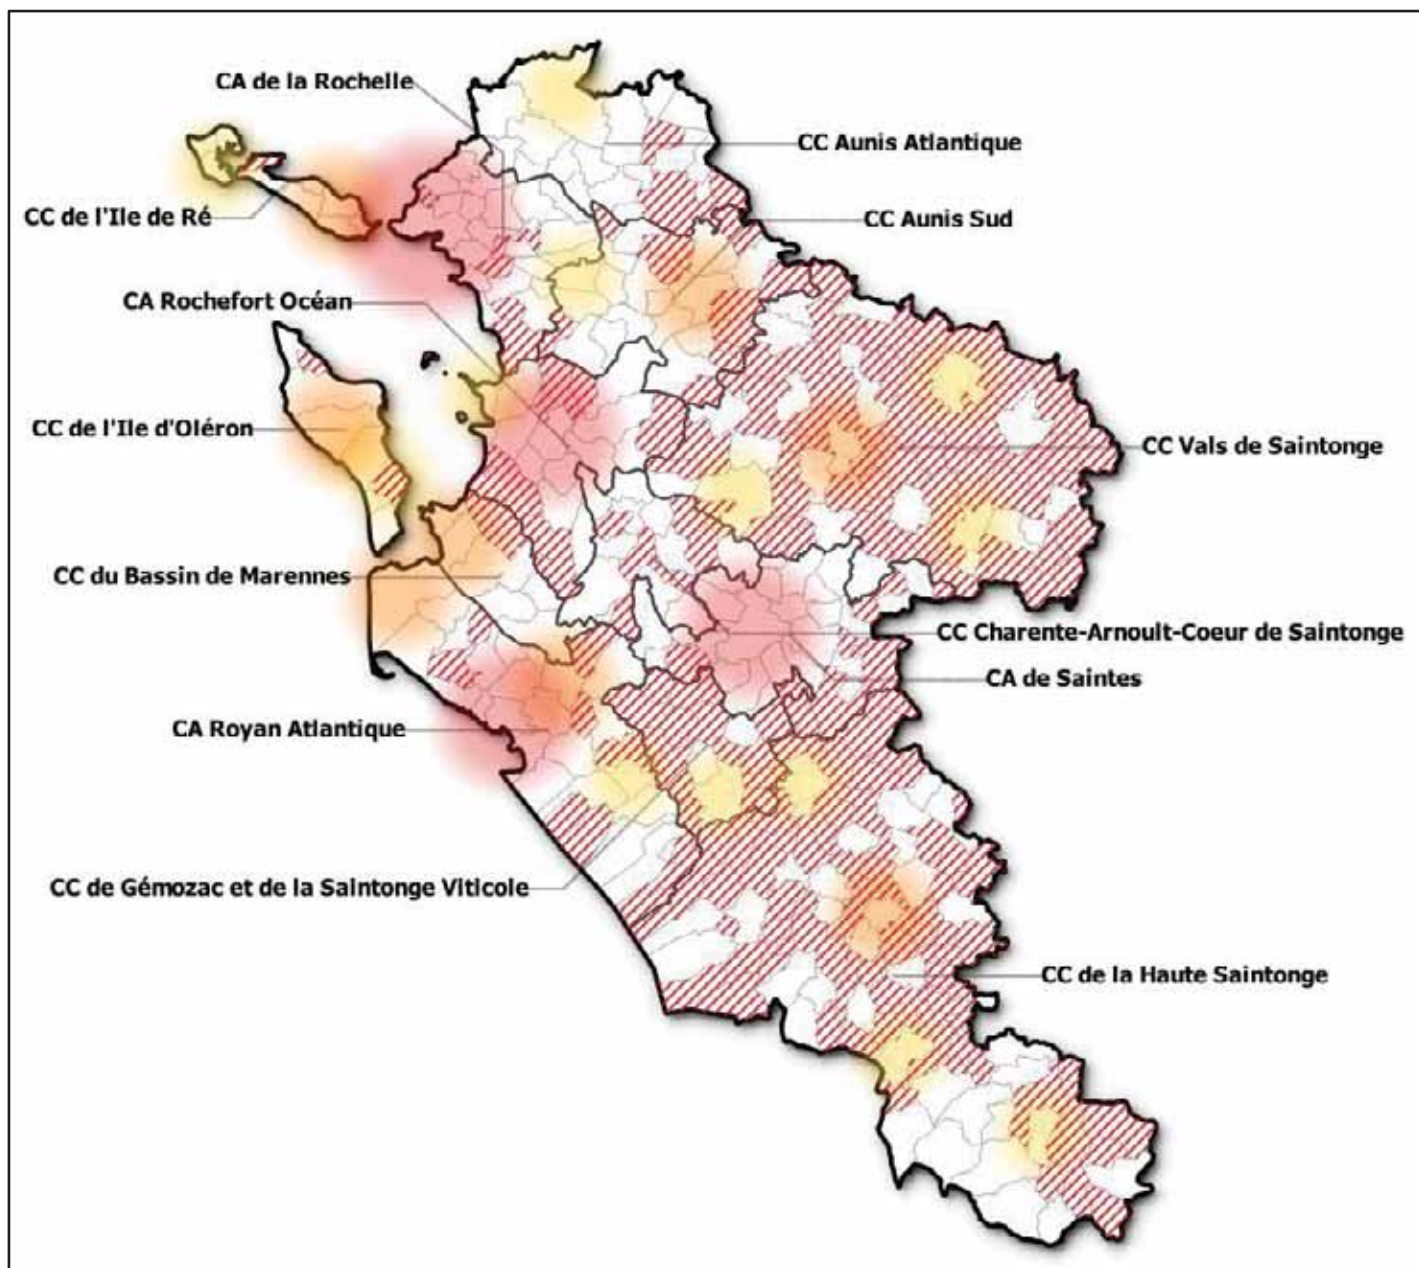 CA de la Rochelle
CC Aunis Atlantique
CC de l'Ile de Ré
CC Aunis Sud
CA Rochefort Océan
CC de l'Ile d'Oléron
CC Vals de Saintonge
CC du Bassin de Marennes
CC Charente-Arnoult-Coeur de Saintonge
CA de Saintes
CA Royan Atlantique
CC de Gémozac et de la Saintonge Viticole
CC de la Haute Saintonge